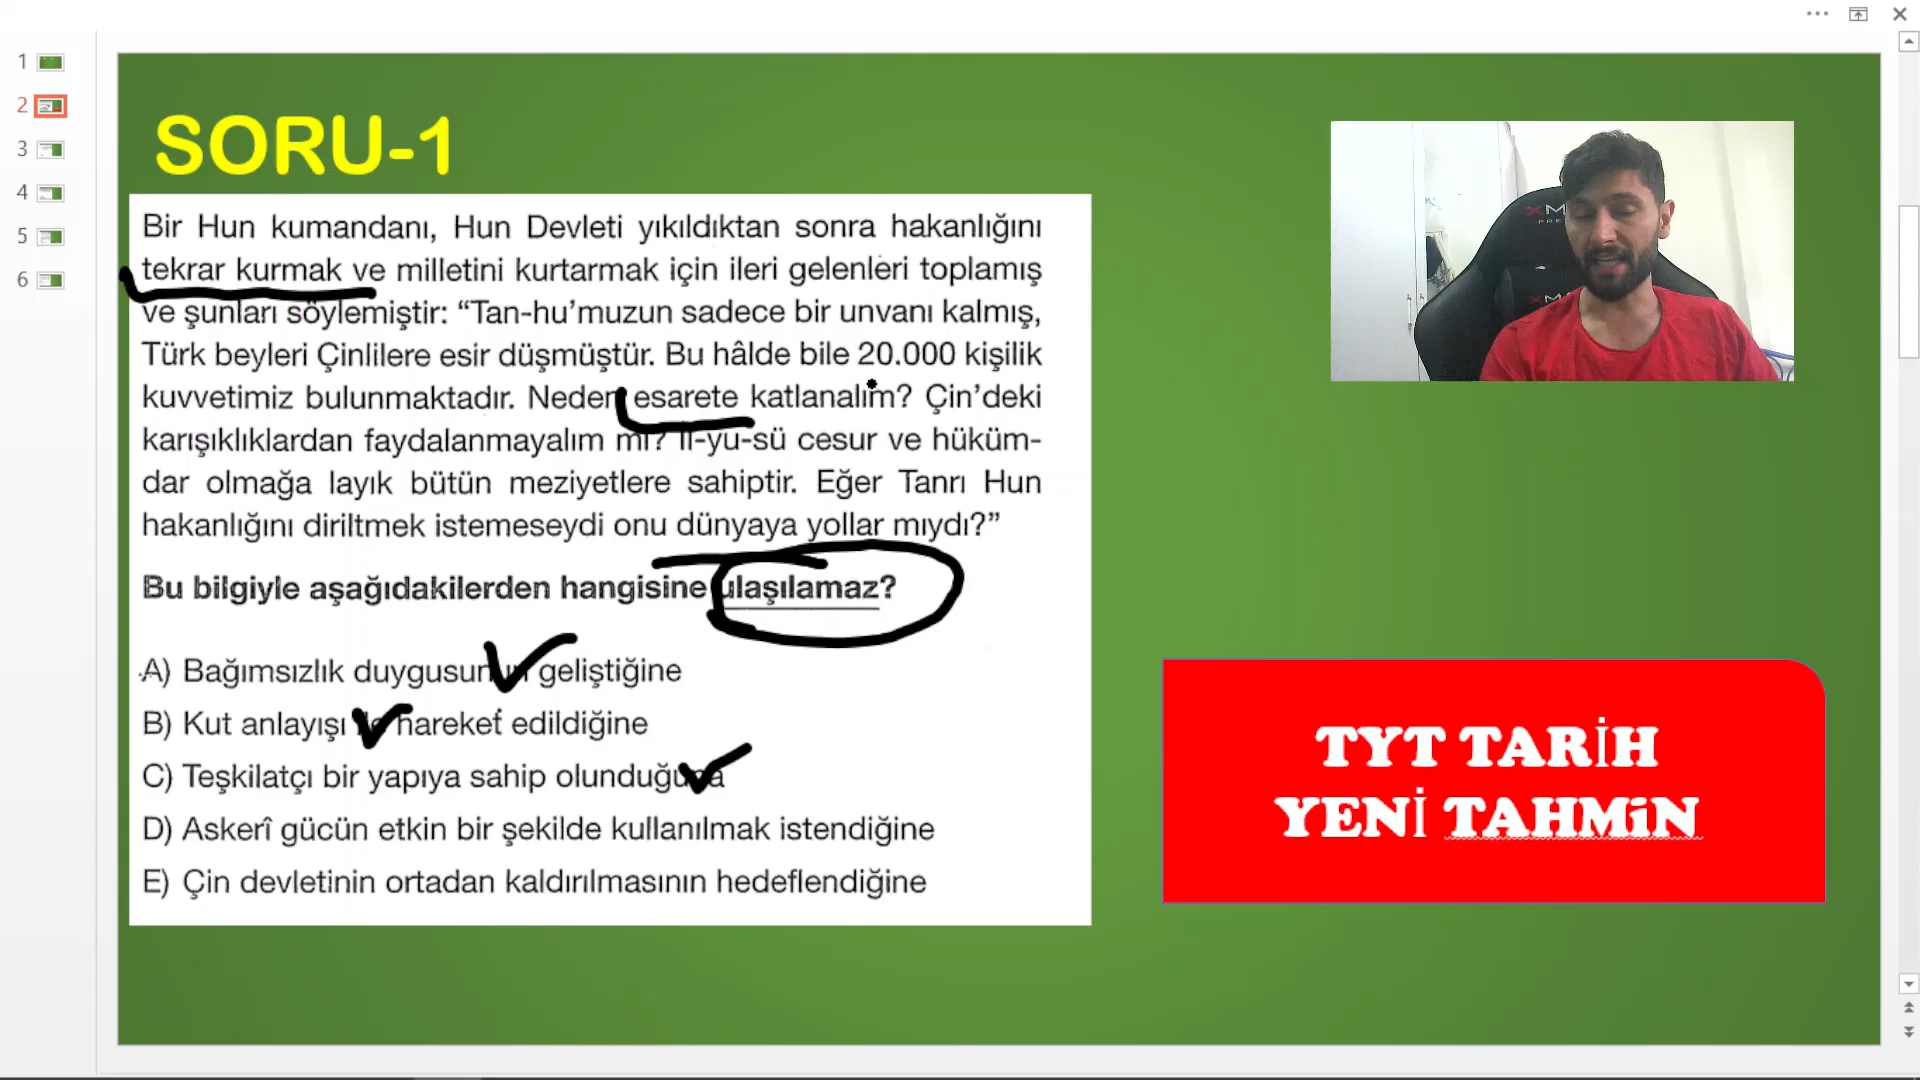 1
2
3
4
5
6
SORU-1
Bir Hun kumandanı, Hun Devleti yıkıldıktan sonra hakanlığını
tekrar kurmak ve milletini kurtarmak için ileri gelenleri toplamış
ve şunları söylemiştir: “Tan-hu’muzun sadece bir unvanı kalmış,
Türk beyleri Çinlilere esir düşmüştür. Bu hâlde bile 20.000 kişilik
kuvvetimiz bulunmaktadır. Neden esarete katlanalım? Çin’deki
karışıklıklardan faydalanmayalım mı? li-yu-sü cesur ve hüküm-
dar olmağa layık bütün meziyetlere sahiptir. Eğer Tanrı Hun
hakanlığını diriltmek istemeseydi onu dünyaya yollar mıydı?”
Bu bilgiyle aşağıdakilerden hangisine ulaşılamaz?
A) Bağımsızlık duygusunun geliştiğine
B) Kut anlayışı ile hareket edildiğine
C) Teşkilatçı bir yapıya sahip olunduğuna
D) Askerî gücün etkin bir şekilde kullanılmak istendiğine
E) Çin devletinin ortadan kaldırılmasının hedeflendiğine
TYT TARİH
YENİ TAHMiN